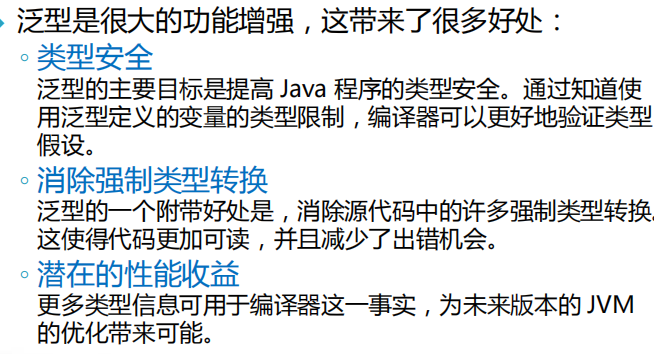 泛型是很大的功能增强，这带来了很多好处：
类型安全
泛型的主要目标是提高 Java 程序的类型安全。通过知道使
用泛型定义的变量的类型限制，编译器可以更好地验证类型
假设。
消除强制类型转换
泛型的一个附带好处是，消除源代码中的许多强制类型转换。
这使得代码更加可读，并且减少了出错机会。
潜在的性能收益
更多类型信息可用于编译器这一事实，为未来版本的 JVM
的优化带来可能。